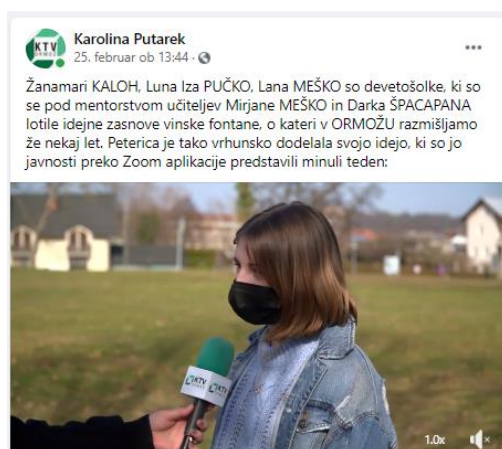 KTV
ORMOŽ
Karolina Putarek
25. februar ob 13:44 ·
Žanamari KALOH, Luna Iza PUČKO, Lana MEŠKO so devetošolke, ki so
se pod mentorstvom učiteljev Mirjane MEŠKO in Darka ŠPACAPANA
lotile idejne zasnove vinske fontane, o kateri v ORMOŽU razmišljamo
že nekaj let. Peterica je tako vrhunsko dodelala svojo idejo, ki so jo
javnosti preko Zoom aplikacije predstavili minuli teden:
KTV
KTV
1.0x